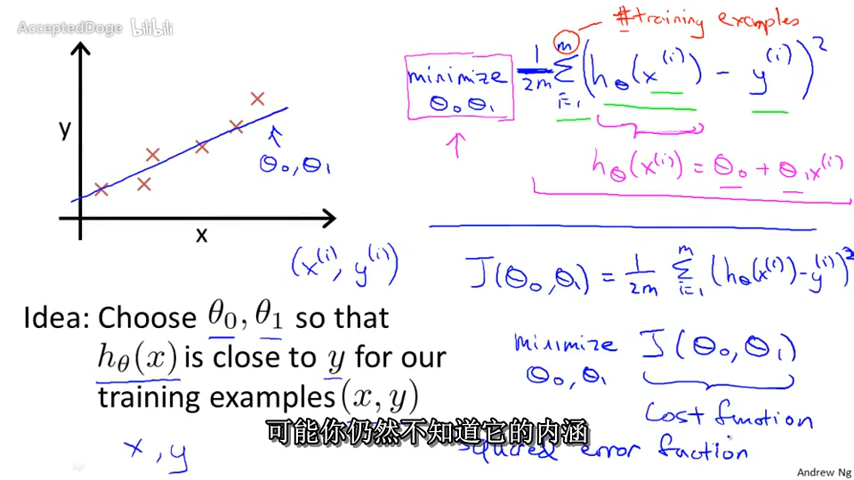 AcceptedDoge bilibili
#training examples
minimize
θ₀ θ₁
1/2m Σ_{i=1}^{m} (h_θ(x^{(i)}) - y^{(i)})²
y
θ₀, θ₁
h_θ(x^{(i)}) = θ₀ + θ₁x^{(i)}
x
(x^{(i)}, y^{(i)})
J(θ₀, θ₁) = 1/2m Σ_{i=1}^{m} (h_θ(x^{(i)}) - y^{(i)})²
Idea: Choose θ₀, θ₁ so that
h_θ(x) is close to y for our
training examples (x, y)
minimize J(θ₀, θ₁)
θ₀, θ₁
cost function
可能你仍然不知道它的内涵
x, y
squared error function
Andrew Ng